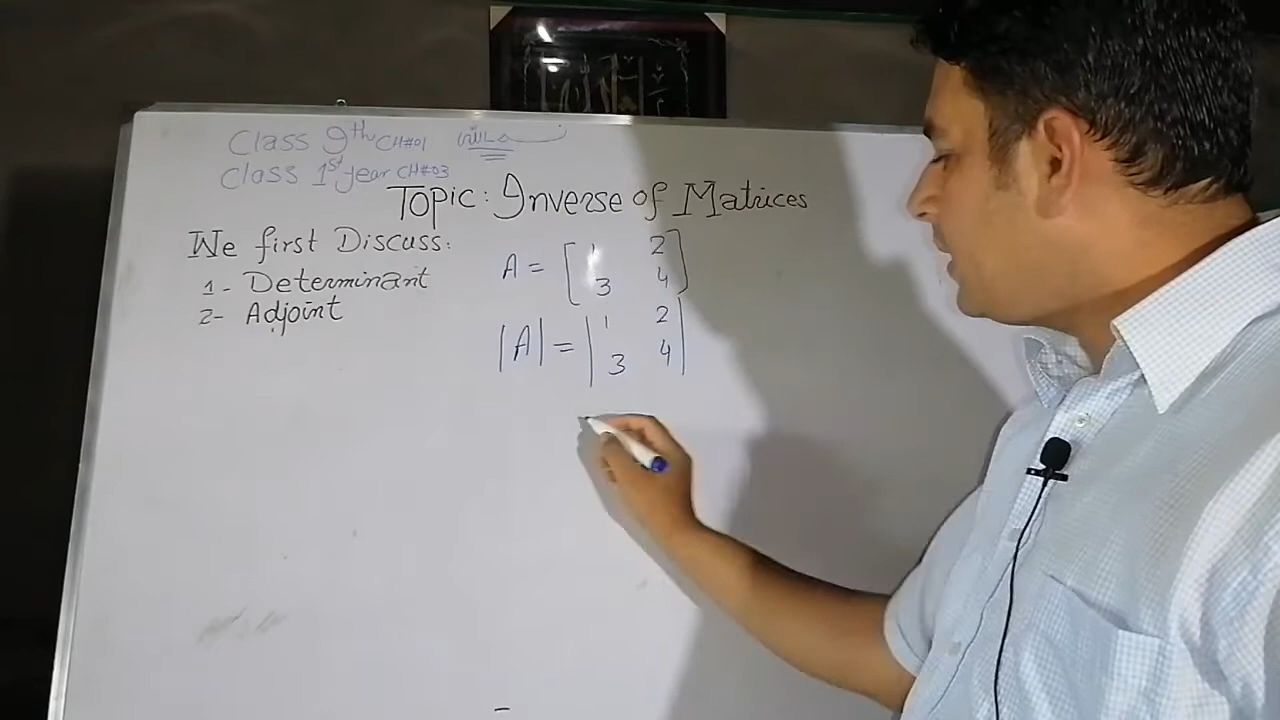 Class 9th CH#01
Class 1st year CH#03
Topic: Inverse of Matrices
We first Discuss:
1- Determinant
2- Adjoint
A = [1 2
3 4]
|A| = |1 2
3 4|